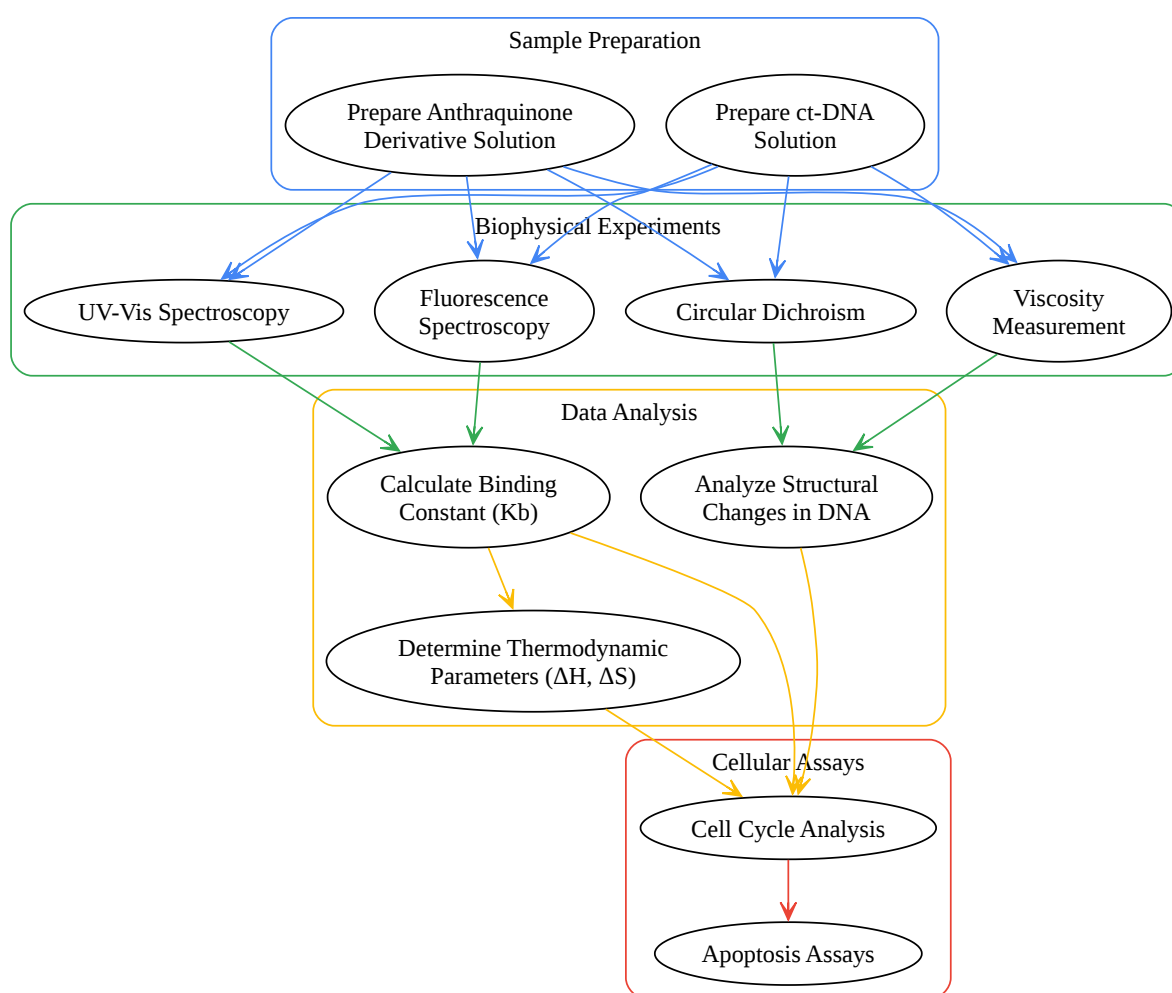 Sample Preparation
Prepare Anthraquinone
Derivative Solution
Prepare ct-DNA
Solution
Biophysical Experiments
UV-Vis Spectroscopy
Fluorescence
Spectroscopy
Circular Dichroism
Viscosity
Measurement
Data Analysis
Calculate Binding
Constant (Kb)
Analyze Structural
Changes in DNA
Determine Thermodynamic
Parameters (ΔH, ΔS)
Cellular Assays
Cell Cycle Analysis
Apoptosis Assays